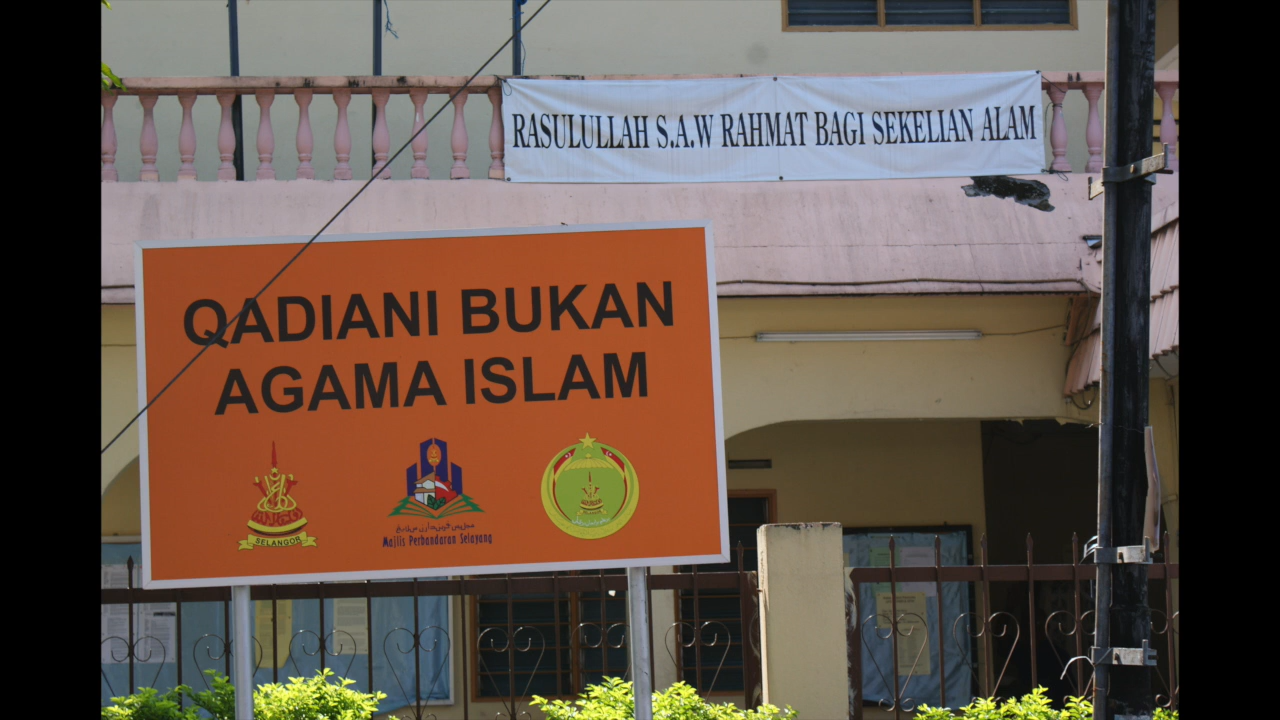 RASULULLAH S.A.W RAHMAT BAGI SEKELIAN ALAM
QADIANI BUKAN
AGAMA ISLAM
SELANGOR
Majlis Perbandaran Selayang